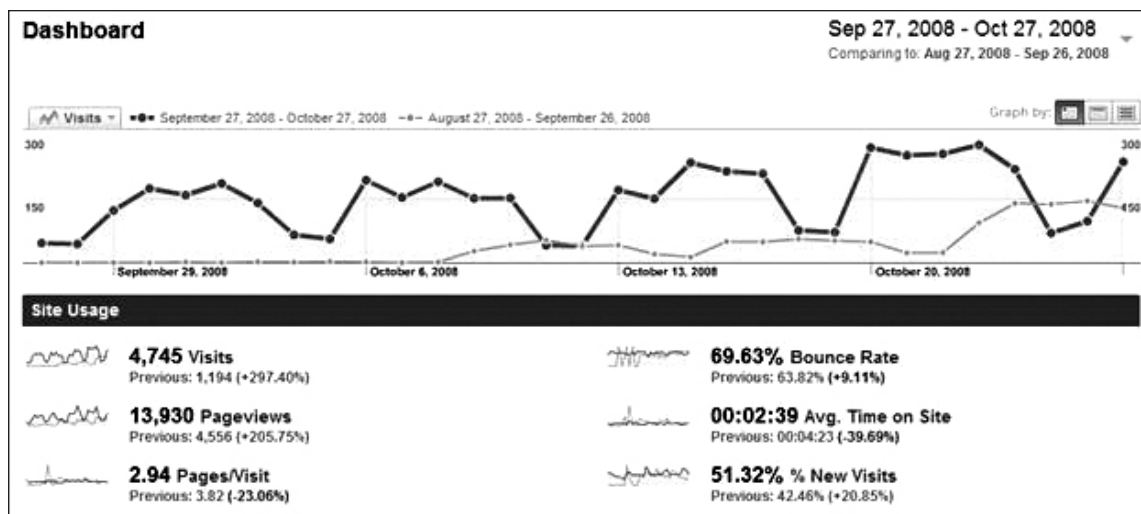 Dashboard
Sep 27, 2008 - Oct 27, 2008
Comparing to: Aug 27, 2008 - Sep 26, 2008
Visits
September 27, 2008 - October 27, 2008
August 27, 2008 - September 26, 2008
Graph by:
300
300
150
150
September 29, 2008
October 6, 2008
October 13, 2008
October 20, 2008
Site Usage
4,745 Visits
Previous: 1,194 (+297.40%)
69.63% Bounce Rate
Previous: 63.82% (+9.11%)
13,930 Pageviews
Previous: 4,556 (+205.75%)
00:02:39 Avg. Time on Site
Previous: 00:04:23 (-39.69%)
2.94 Pages/Visit
Previous: 3.82 (-23.06%)
51.32% % New Visits
Previous: 42.46% (+20.85%)